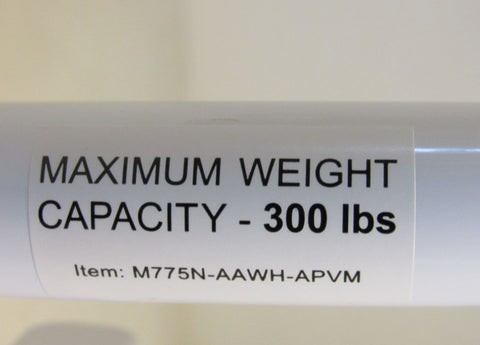 MAXIMUM WEIGHT
CAPACITY - 300 lbs
Item: M775N-AAWH-APVM